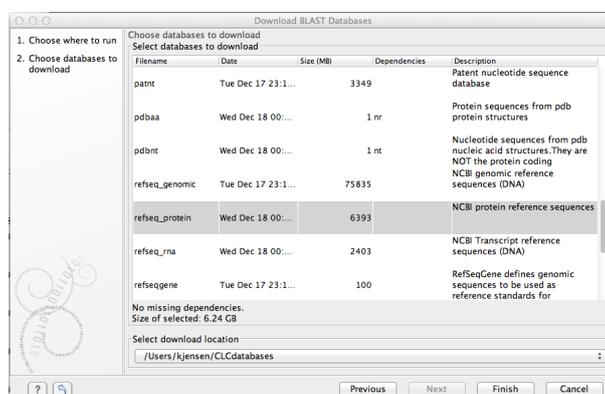 Download BLAST Databases
1. Choose where to run
2. Choose databases to
download
Choose databases to download
Select databases to download
Filename Date Size (MB) Dependencies Description
patnt Tue Dec 17 23:1... 3349 Patent nucleotide sequence
database
pdbaa Wed Dec 18 00:... 1 nr Protein sequences from pdb
protein structures
pdbnt Wed Dec 18 00:... 1 nt Nucleotide sequences from pdb
nucleic acid structures.They are
NOT the protein coding
refseq_genomic Tue Dec 17 23:1... 75835 NCBI genomic reference
sequences (DNA)
refseq_protein Wed Dec 18 00:... 6393 NCBI protein reference sequences
refseq_rna Wed Dec 18 00:... 2403 NCBI Transcript reference
sequences (DNA)
refseqgene Tue Dec 17 23:1... 100 RefSeqGene defines genomic
sequences to be used as
reference standards for
No missing dependencies.
Size of selected: 6.24 GB
Select download location
/Users/kjensen/CLCdatabases
? Previous Next Finish Cancel